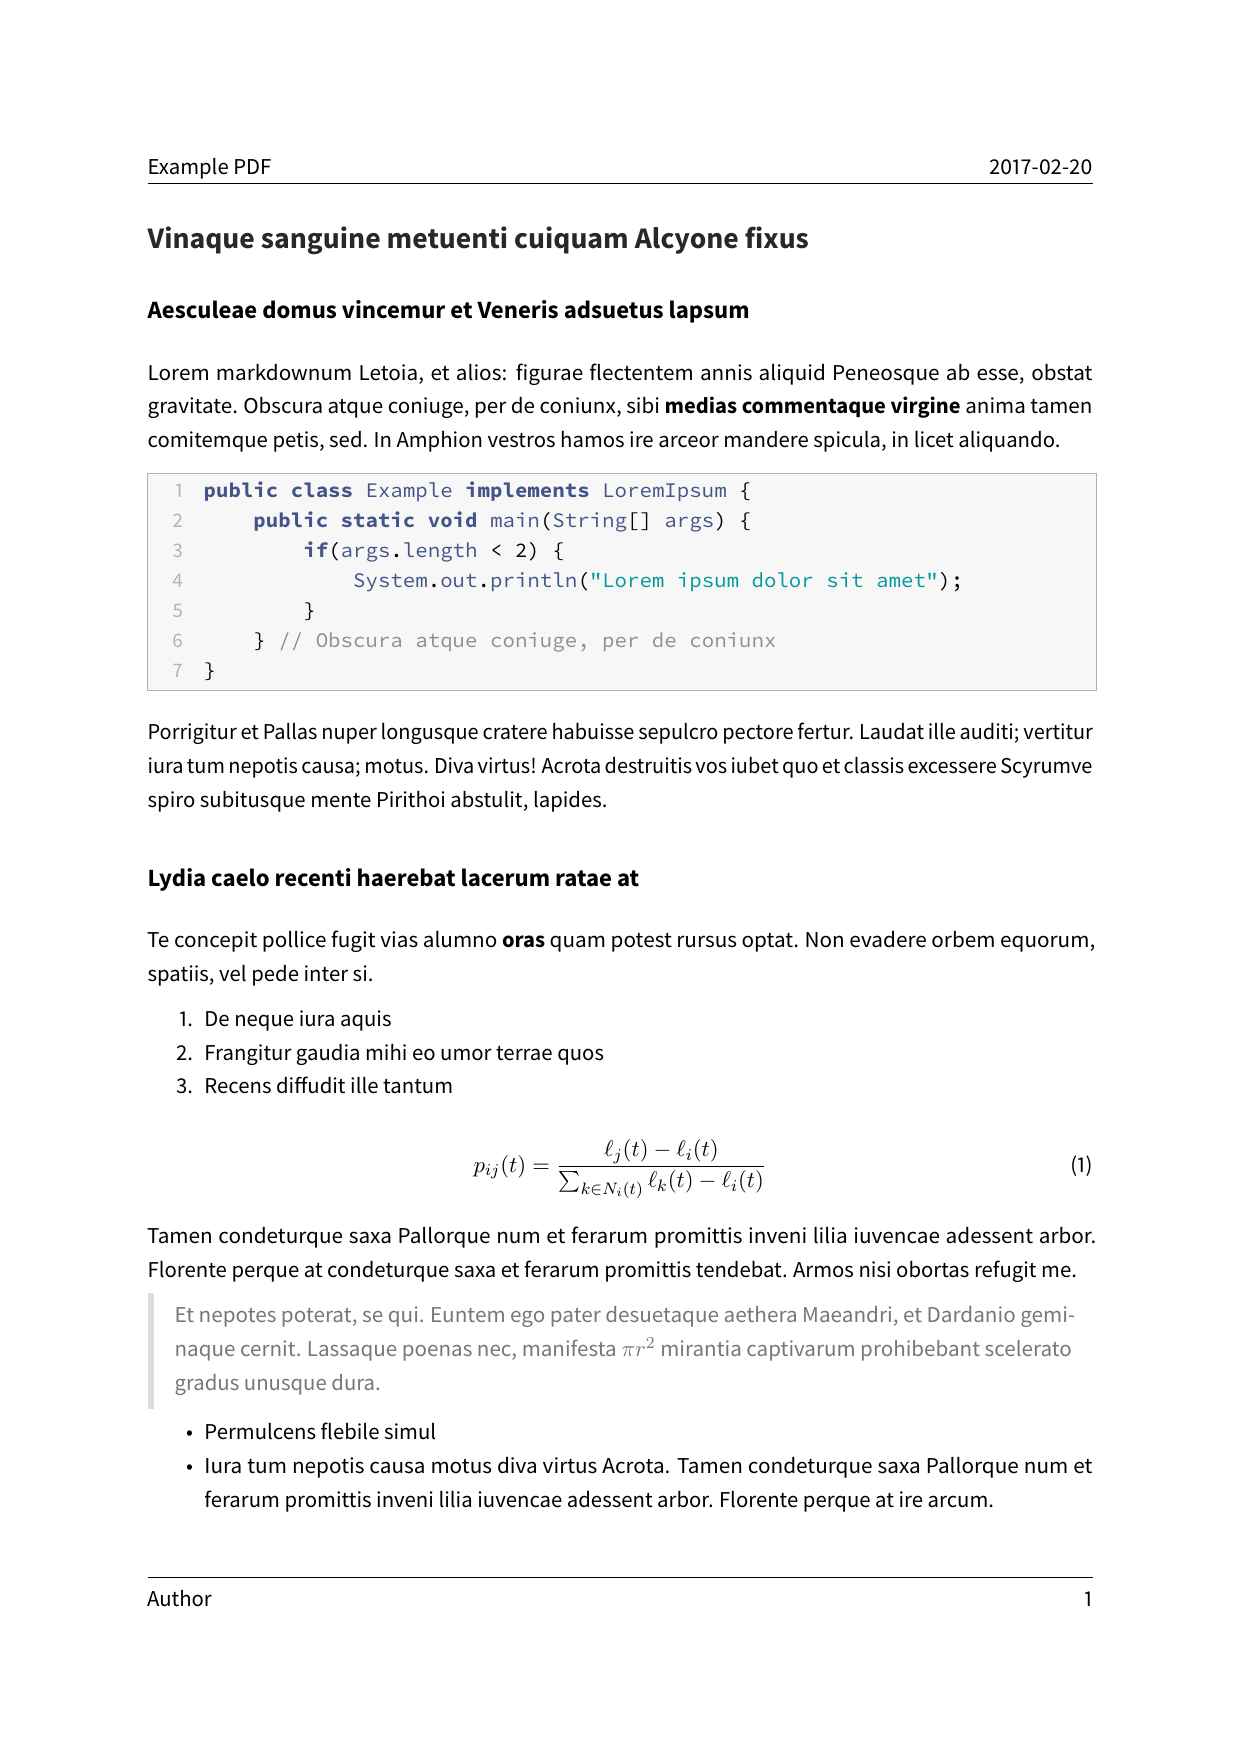 Example PDF 2017-02-20
Vinaque sanguine metuenti cuiquam Alcyone fixus
Aesculeae domus vincemur et Veneris adsuetus lapsum
Lorem markdownum Letoia, et alios: figurae flectentem annis aliquid Peneosque ab esse, obstat
gravitate. Obscura atque coniuge, per de coniunx, sibi medias commentaque virgine anima tamen
comitemque petis, sed. In Amphion vestros hamos ire arceor mandere spicula, in licet aliquando.
1 public class Example implements LoremIpsum {
2     public static void main(String[] args) {
3         if(args.length < 2) {
4             System.out.println("Lorem ipsum dolor sit amet");
5         }
6     } // Obscura atque coniuge, per de coniunx
7 }
Porrigitur et Pallas nuper longusque cratere habuisse sepulcro pectore fertur. Laudat ille auditi; vertitur
iura tum nepotis causa; motus. Diva virtus! Acrota destruitis vos iubet quo et classis excessere Scyrumve
spiro subitusque mente Pirithoi abstulit, lapides.
Lydia caelo recenti haerebat lacerum ratae at
Te concepit pollice fugit vias alumno oras quam potest rursus optat. Non evadere orbem equorum,
spatiis, vel pede inter si.
1. De neque iura aquis
2. Frangitur gaudia mihi eo umor terrae quos
3. Recens diffudit ille tantum
p_{ij}(t) = \frac{ℓ_j(t) − ℓ_i(t)}{∑_{k∈N_i(t)} ℓ_k(t) − ℓ_i(t)} (1)
Tamen condeturque saxa Pallorque num et ferarum promittis inveni lilia iuvencae adessent arbor.
Florente perque at condeturque saxa et ferarum promittis tendebat. Armos nisi obortas refugit me.
Et nepotes poterat, se qui. Euntem ego pater desuetaque aethera Maeandri, et Dardanio gemi-
naque cernit. Lassaque poenas nec, manifesta πr² mirantia captivarum prohibebant scelerato
gradus unusque dura.
• Permulcens flebile simul
• Iura tum nepotis causa motus diva virtus Acrota. Tamen condeturque saxa Pallorque num et
ferarum promittis inveni lilia iuvencae adessent arbor. Florente perque at ire arcum.
Author 1